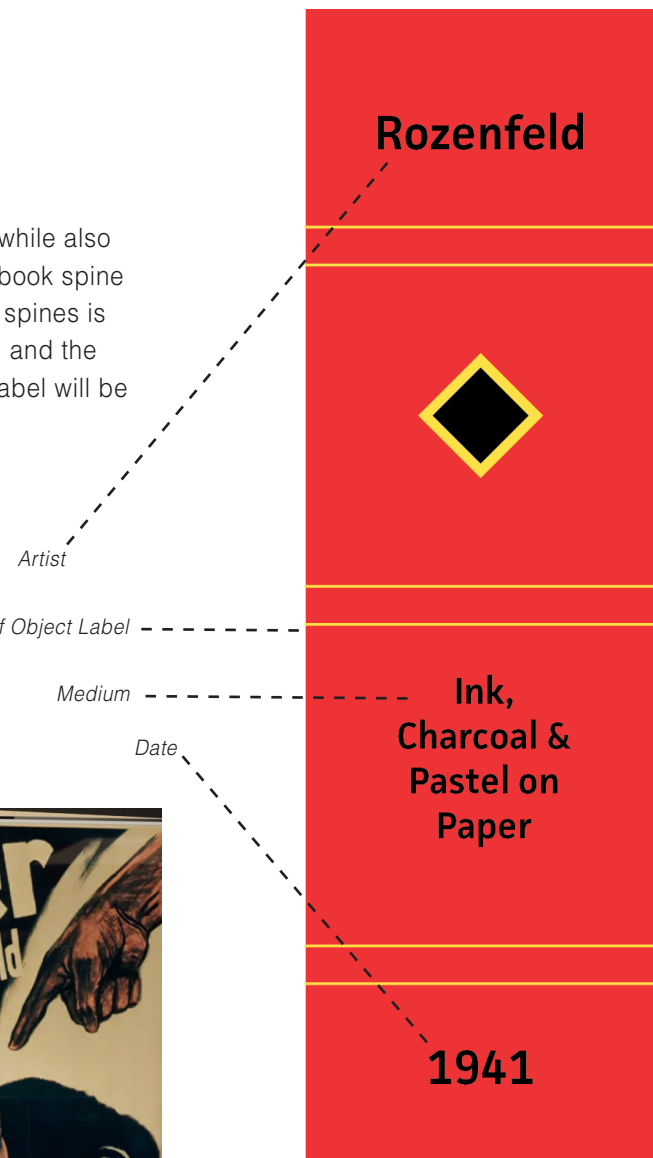 Rozenfeld
while also
book spine
spines is
and the
abel will be
Artist
f Object Label
Medium
Date
Ink,
Charcoal &
Pastel on
Paper
1941